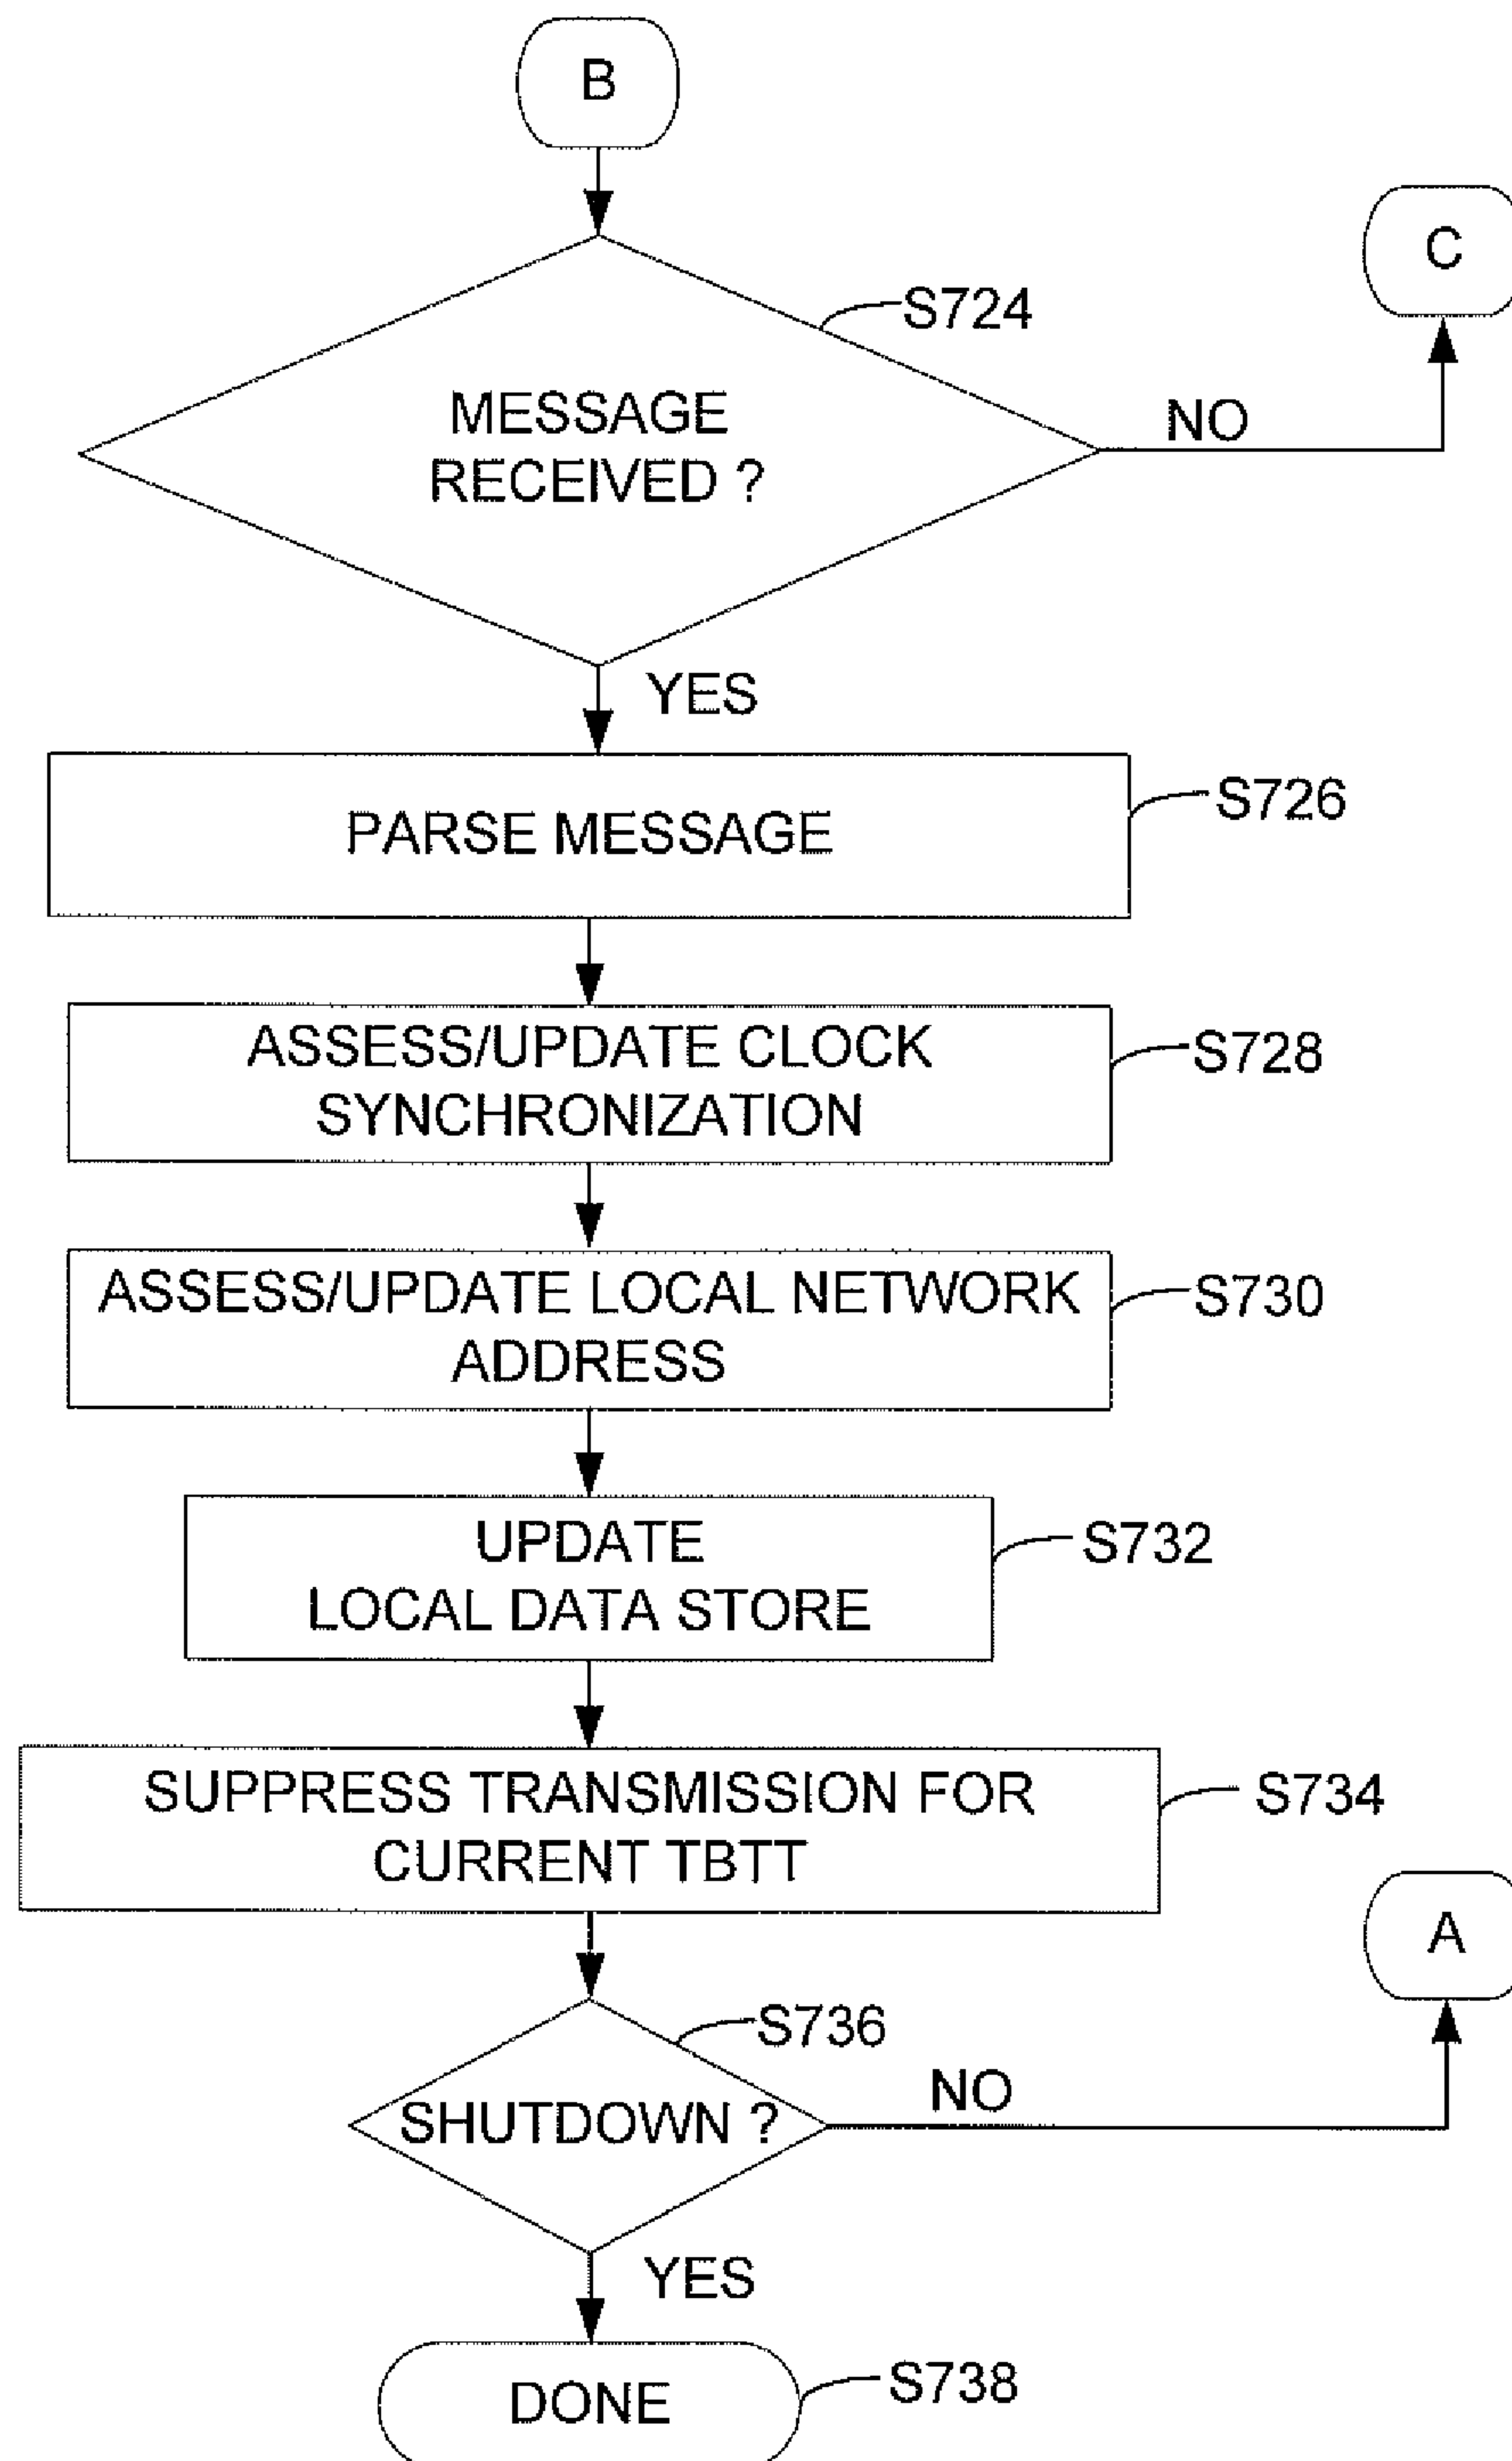 B
C
S724
MESSAGE
RECEIVED ?
NO
YES
PARSE MESSAGE
S726
ASSESS/UPDATE CLOCK
SYNCHRONIZATION
S728
ASSESS/UPDATE LOCAL NETWORK
ADDRESS
S730
UPDATE
LOCAL DATA STORE
S732
SUPPRESS TRANSMISSION FOR
CURRENT TBTT
S734
A
S736
SHUTDOWN ?
NO
YES
DONE
S738